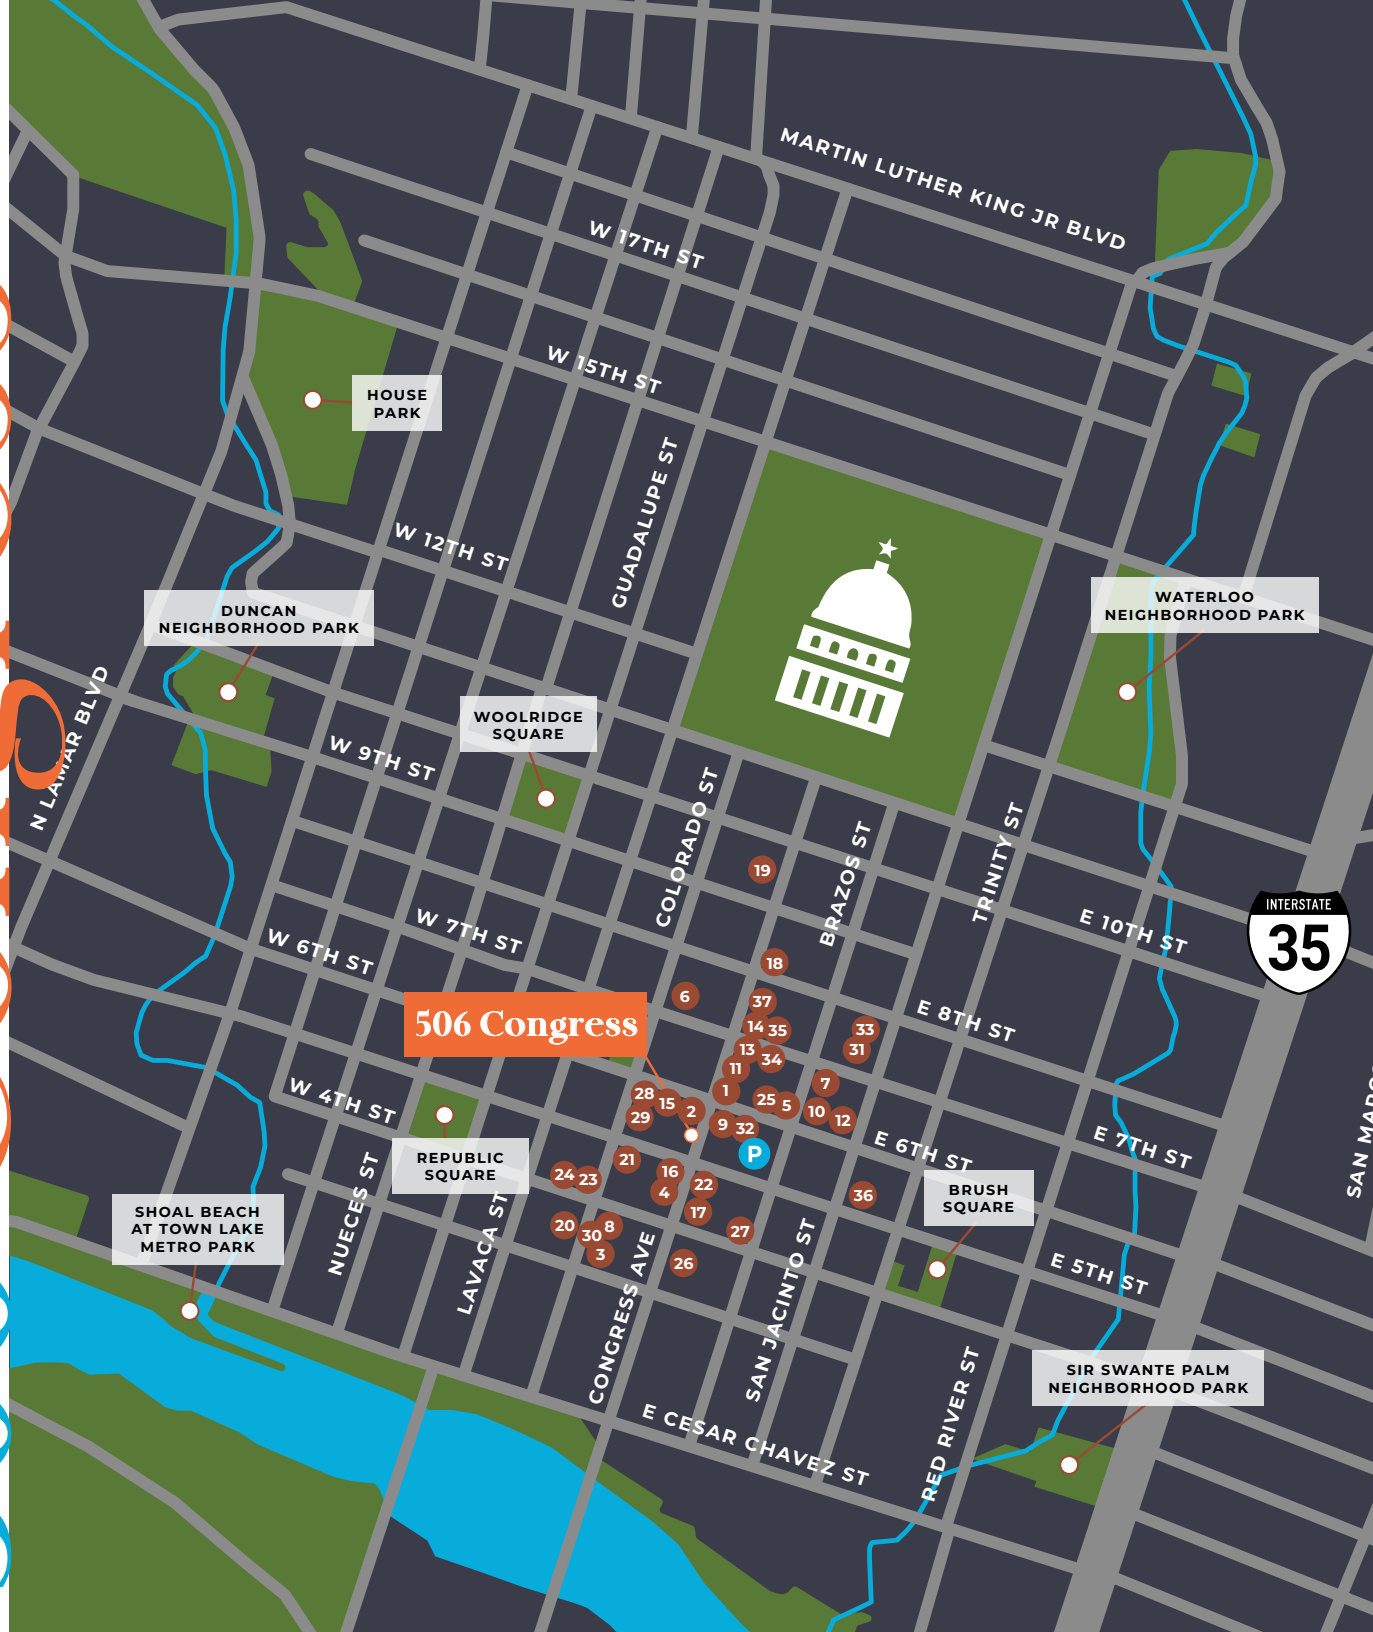 MARTIN LUTHER KING JR BLVD
W 17TH ST
W 15TH ST
HOUSE
PARK
GUADALUPE ST
W 12TH ST
WATERLOO
NEIGHBORHOOD PARK
DUNCAN
NEIGHBORHOOD PARK
N LAMAR BLVD
WOOLRIDGE
SQUARE
W 9TH ST
COLORADO ST
BRAZOS ST
TRINITY ST
19
INTERSTATE
35
E 10TH ST
W 7TH ST
W 6TH ST
18
6
37
506 Congress
14
35
33
E 8TH ST
13
31
34
11
7
1
28
15
25
5
W 4TH ST
2
10
29
12
9
32
P
E 6TH ST
E 7TH ST
REPUBLIC
SQUARE
21
16
24
23
22
4
36
BRUSH
SQUARE
NUECES ST
LAVACA ST
17
SHOAL BEACH
AT TOWN LAKE
METRO PARK
20
8
30
27
3
26
CONGRESS AVE
SAN JACINTO ST
E 5TH ST
SIR SWANTE PALM
NEIGHBORHOOD PARK
RED RIVER ST
E CESAR CHAVEZ ST